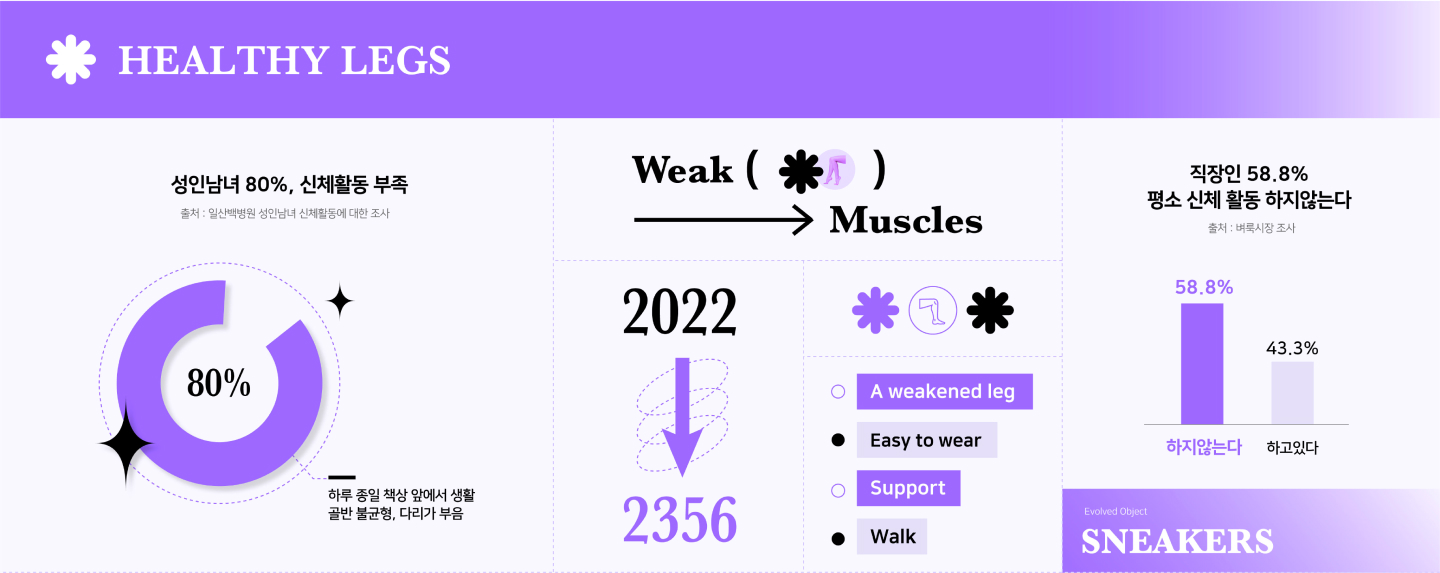 HEALTHY LEGS
성인남녀 80%, 신체활동 부족
출처 : 일산백병원 성인남녀 신체활동에 대한 조사
80%
하루 종일 책상 앞에서 생활
골반 불균형, 다리가 부음
Weak ( )
Muscles
2022
2356
A weakened leg
Easy to wear
Support
Walk
직장인 58.8%
평소 신체 활동 하지않는다
출처 : 벼룩시장 조사
58.8%
43.3%
하지않는다
하고있다
Evolved Object
SNEAKERS